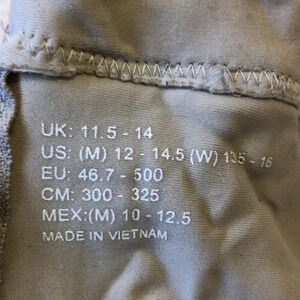 UK: 11.5 - 14
US: (M) 12 - 14.5 (W) 135 - 16
EU: 46.7 - 500
CM: 300 - 325
MEX:(M) 10 - 12.5
MADE IN VIETNAM